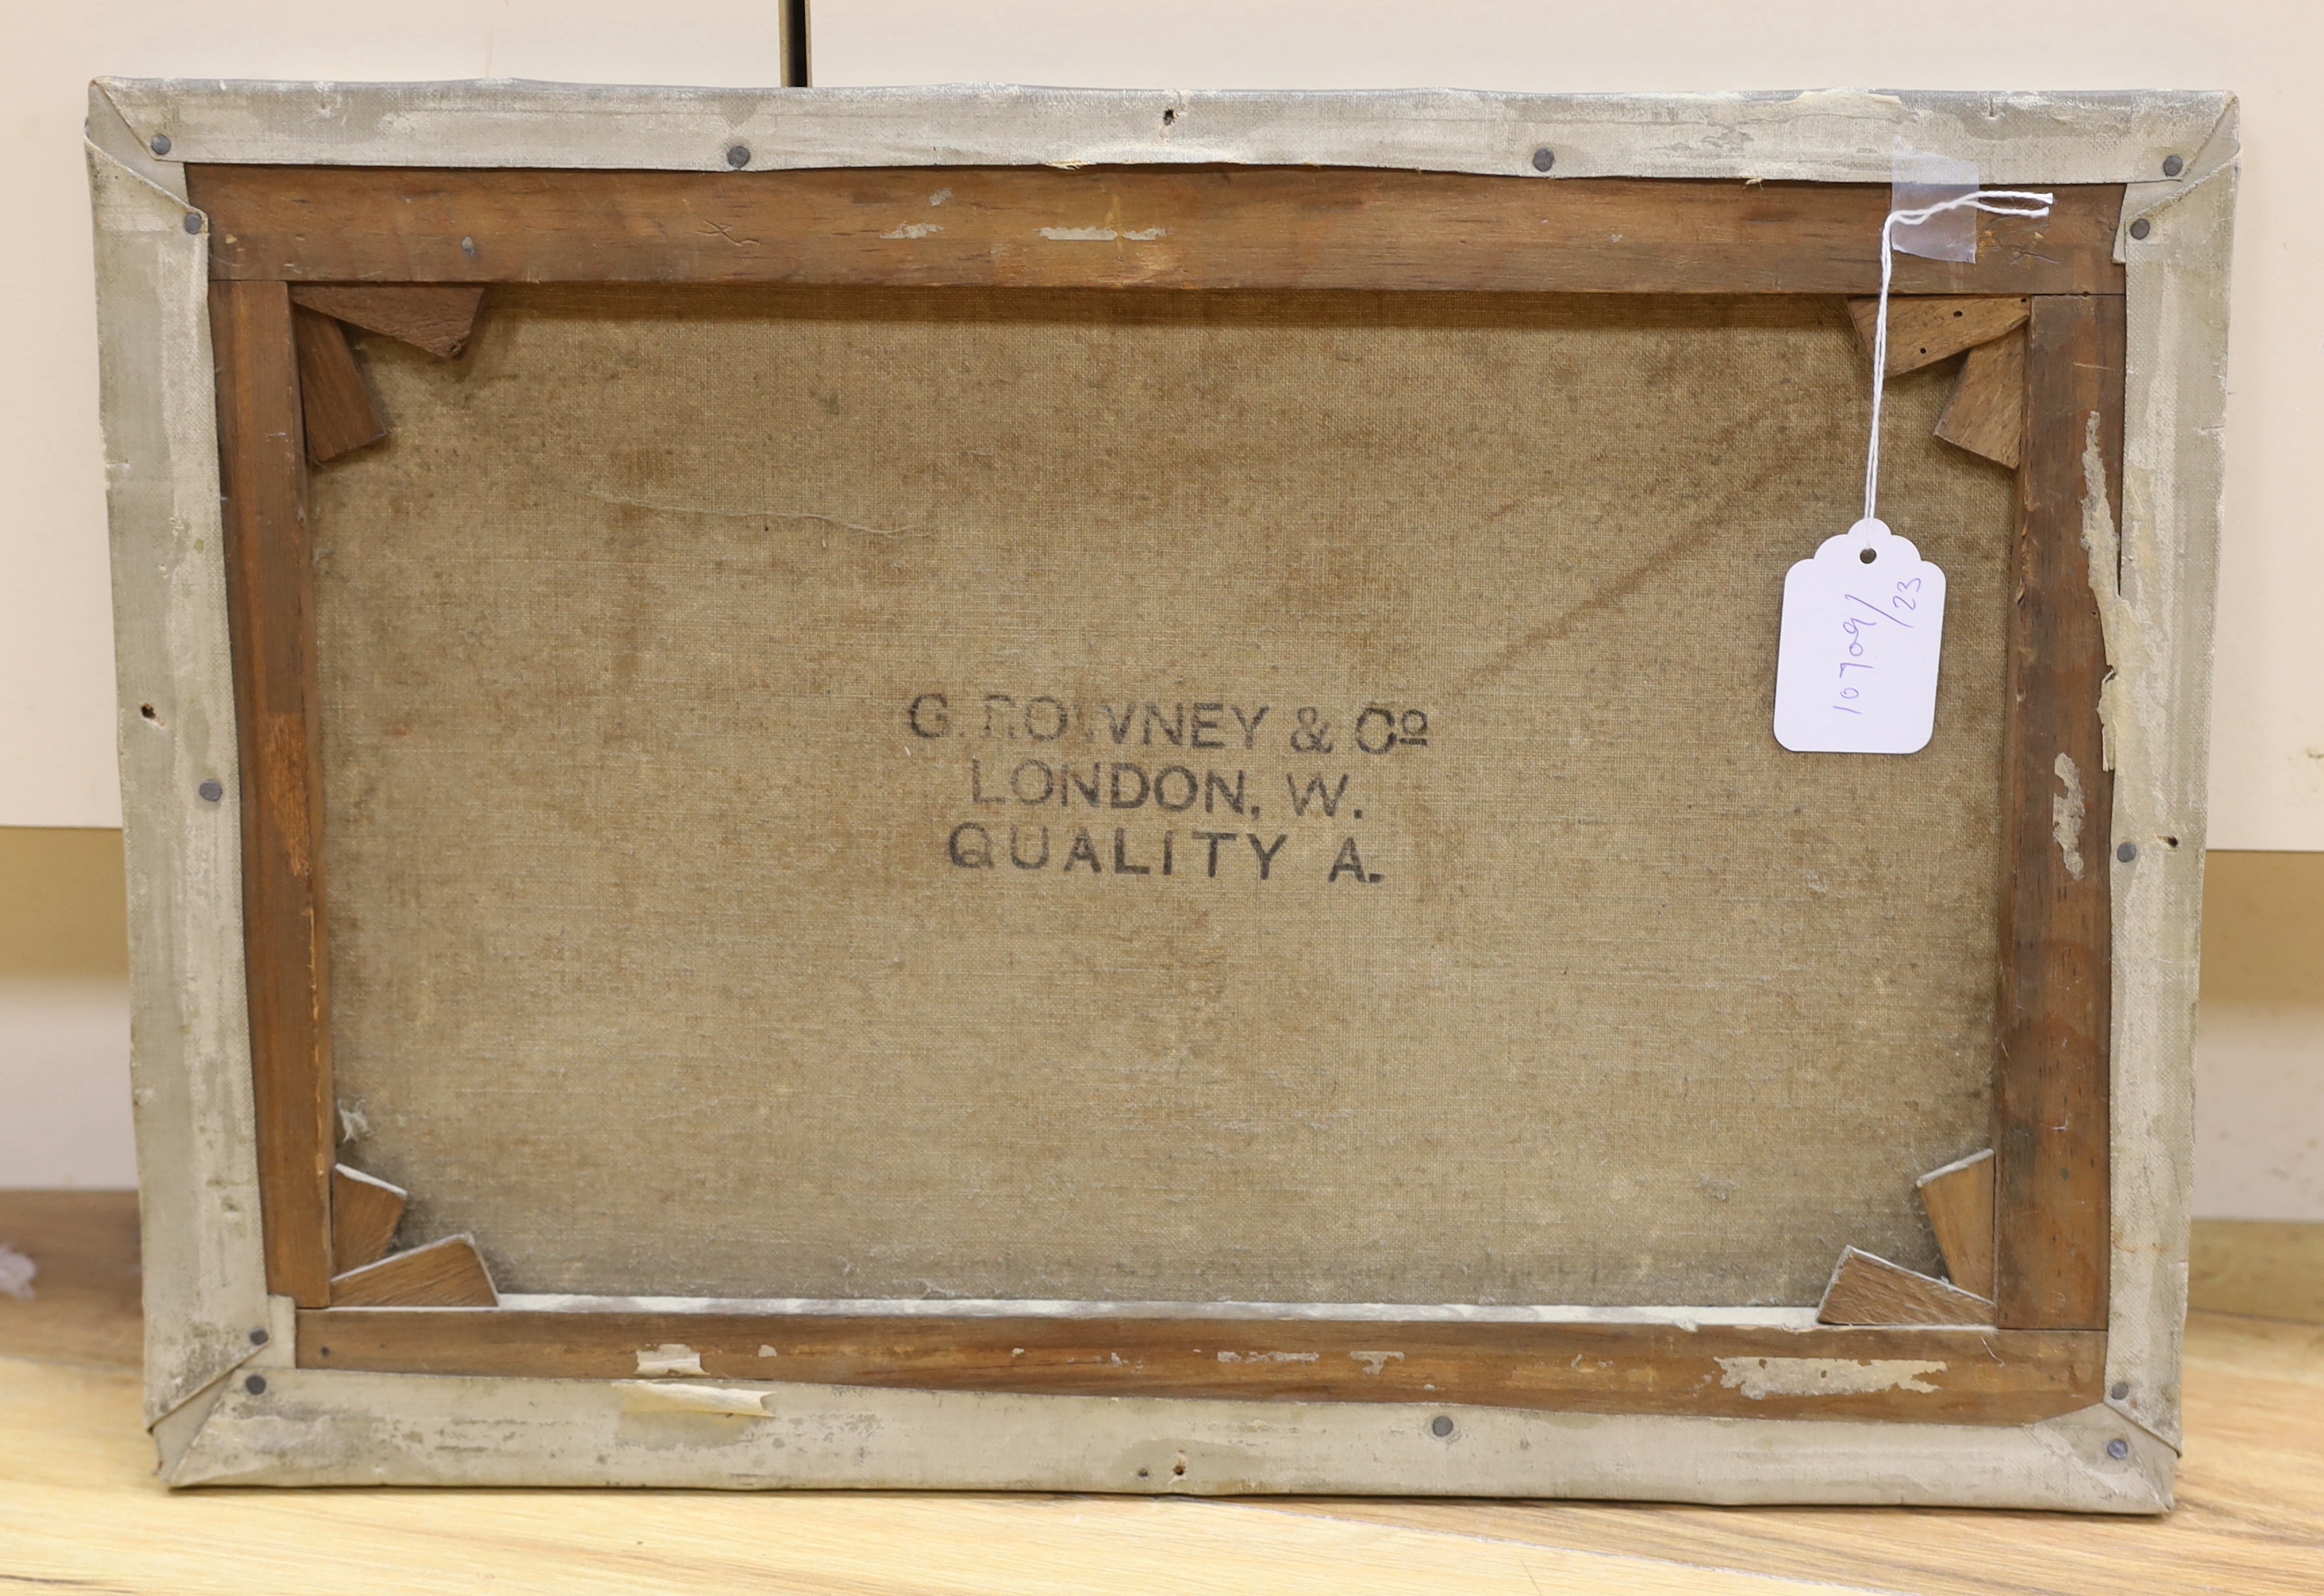 G. ROWNEY & Co
LONDON, W.
QUALITY A.
10709/23